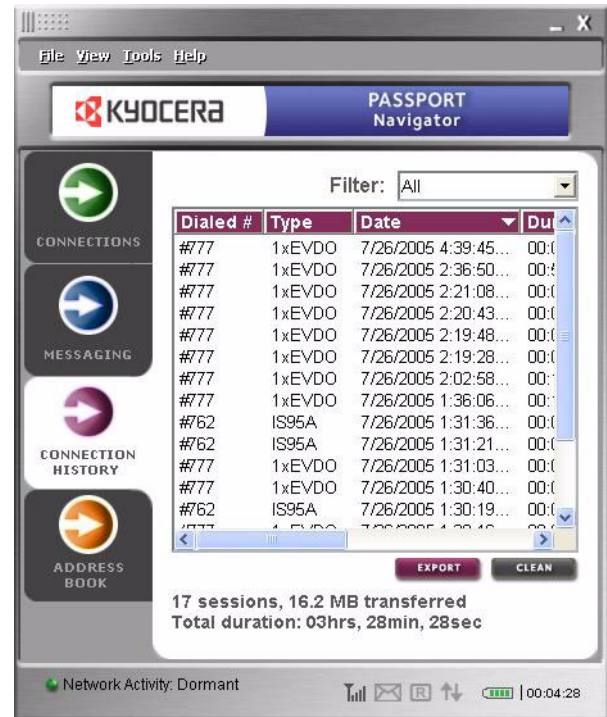 File View Tools Help
KYOCERA
PASSPORT
Navigator
CONNECTIONS
MESSAGING
CONNECTION
HISTORY
ADDRESS
BOOK
Filter: All
Dialed # Type Date
#777 1xEVDO 7/26/2005 4:39:45...
#777 1xEVDO 7/26/2005 2:36:50...
#777 1xEVDO 7/26/2005 2:21:08...
#777 1xEVDO 7/26/2005 2:20:43...
#777 1xEVDO 7/26/2005 2:19:48...
#777 1xEVDO 7/26/2005 2:19:28...
#777 1xEVDO 7/26/2005 2:02:58...
#777 1xEVDO 7/26/2005 1:36:06...
#762 IS95A 7/26/2005 1:31:36...
#762 IS95A 7/26/2005 1:31:21...
#777 1xEVDO 7/26/2005 1:31:03...
#777 1xEVDO 7/26/2005 1:30:40...
#762 IS95A 7/26/2005 1:30:19...
EXPORT CLEAN
17 sessions, 16.2 MB transferred
Total duration: 03hrs, 28min, 28sec
Network Activity: Dormant
R
00:04:28